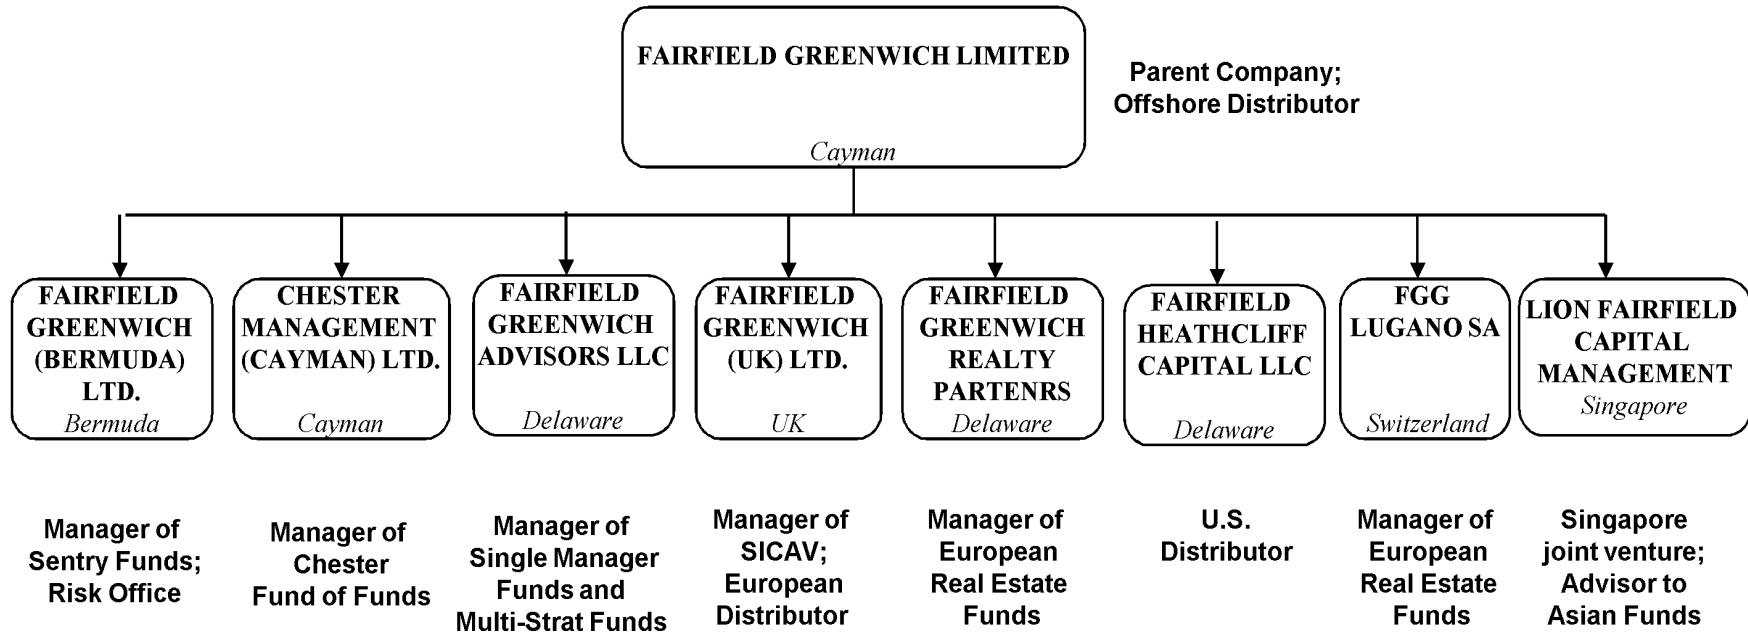 FAIRFIELD GREENWICH LIMITED
Cayman
Parent Company;
Offshore Distributor
FAIRFIELD
GREENWICH
(BERMUDA)
LTD.
Bermuda
CHESTER
MANAGEMENT
(CAYMAN) LTD.
Cayman
FAIRFIELD
GREENWICH
ADVISORS LLC
Delaware
FAIRFIELD
GREENWICH
(UK) LTD.
UK
FAIRFIELD
GREENWICH
REALTY
PARTENRS
Delaware
FAIRFIELD
HEATHCLIFF
CAPITAL LLC
Delaware
FGG
LUGANO SA
Switzerland
LION FAIRFIELD
CAPITAL
MANAGEMENT
Singapore
Manager of
Sentry Funds;
Risk Office
Manager of
Chester
Fund of Funds
Manager of
Single Manager
Funds and
Multi-Strat Funds
Manager of
SICAV;
European
Distributor
Manager of
European
Real Estate
Funds
U.S.
Distributor
Manager of
European
Real Estate
Funds
Singapore
joint venture;
Advisor to
Asian Funds